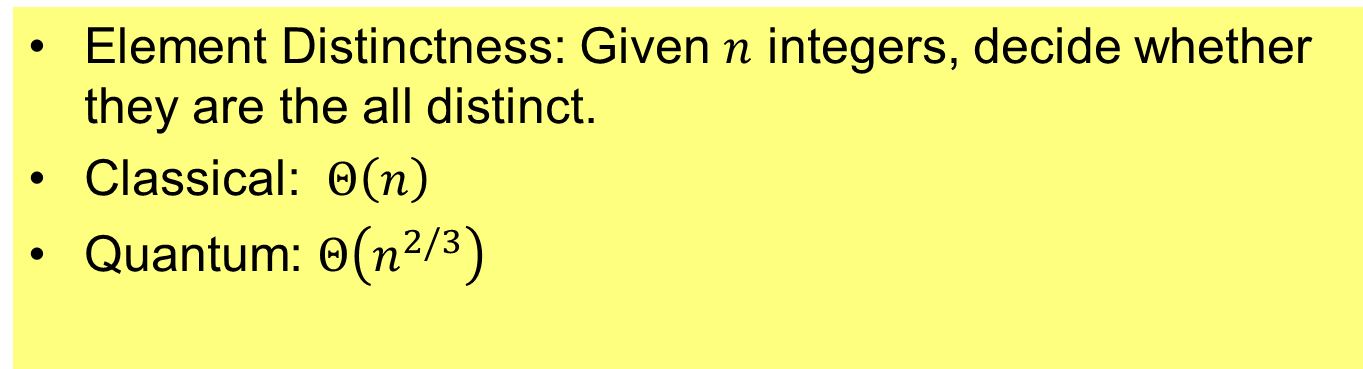 • Element Distinctness: Given 𝑛 integers, decide whether
they are the all distinct.
• Classical: Θ(𝑛)
• Quantum: Θ(𝑛^{2/3})